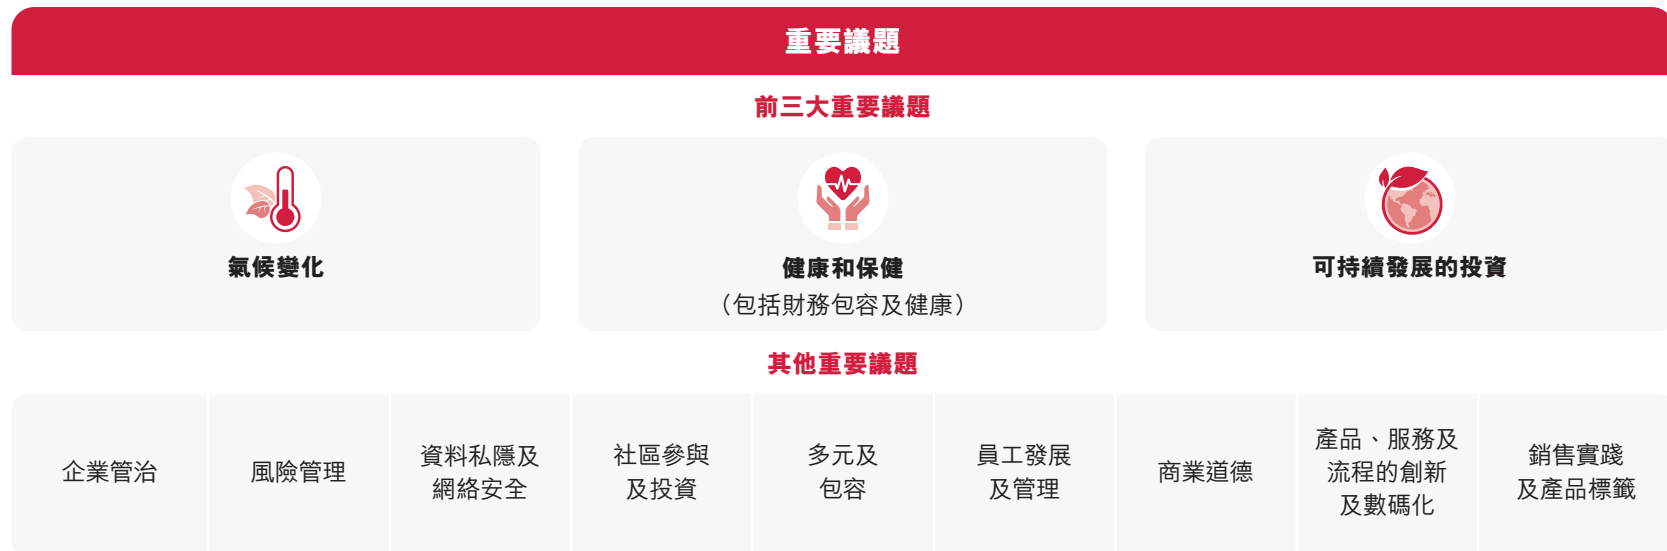 重要議題
前三大重要議題
氣候變化
健康和保健
（包括財務包容及健康）
可持續發展的投資
其他重要議題
企業管治
風險管理
資料私隱及
網絡安全
社區參與
及投資
多元及
包容
員工發展
及管理
商業道德
產品、服務及
流程的創新
及數碼化
銷售實踐
及產品標籤